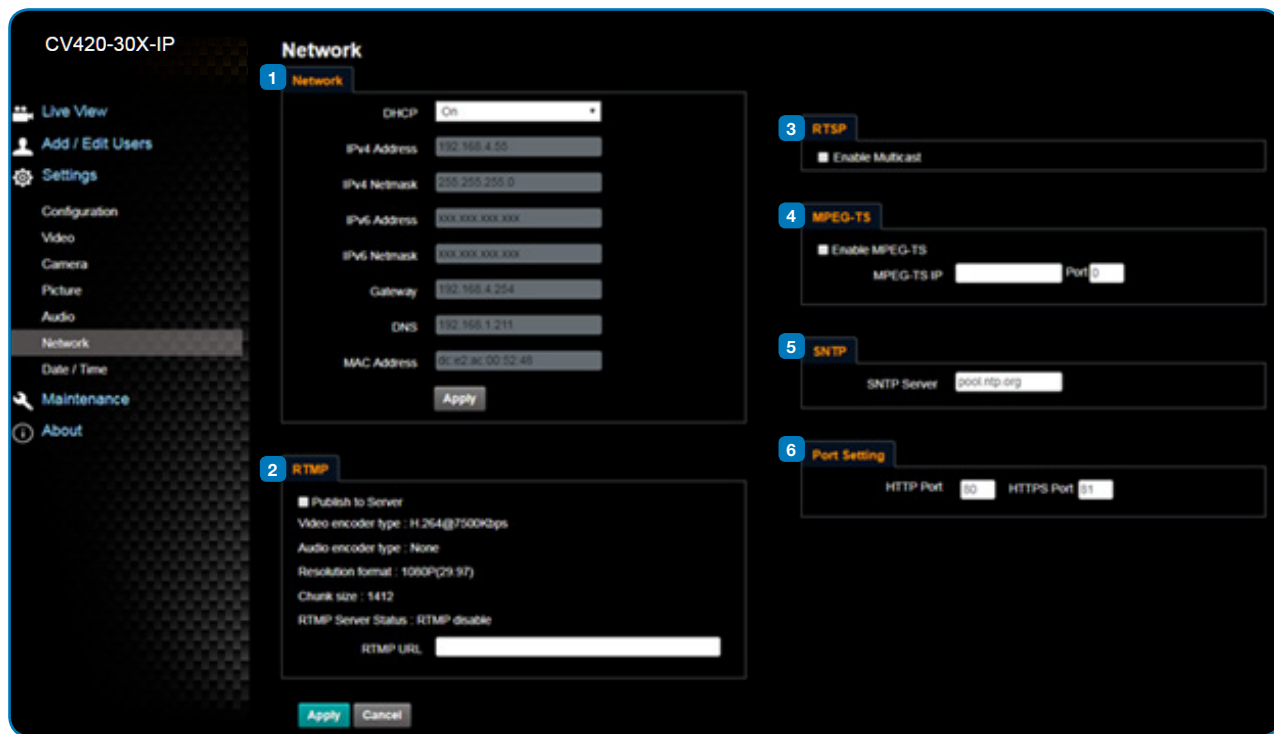 CV420-30X-IP
Live View
Add / Edit Users
Settings
Configuration
Video
Camera
Picture
Audio
Network
Date / Time
Maintenance
About
Network
1 Network
DHCP On
IPv4 Address 192.168.4.55
IPv4 Netmask 255.255.255.0
IPv6 Address xxx.xxx.xxx.xxx
IPv6 Netmask xxx.xxx.xxx.xxx
Gateway 192.168.4.254
DNS 192.168.1.211
MAC Address dc:e2:ac:00:52:48
Apply
2 RTMP
Publish to Server
Video encoder type : H.264@7500Kbps
Audio encoder type : None
Resolution format : 1080P(29.97)
Chunk size : 1412
RTMP Server Status : RTMP disable
RTMP URL
Apply Cancel
3 RTSP
Enable Multicast
4 MPEG-TS
Enable MPEG-TS
MPEG-TS IP Port 0
5 SNTP
SNTP Server pool.ntp.org
6 Port Setting
HTTP Port 80 HTTPS Port 81